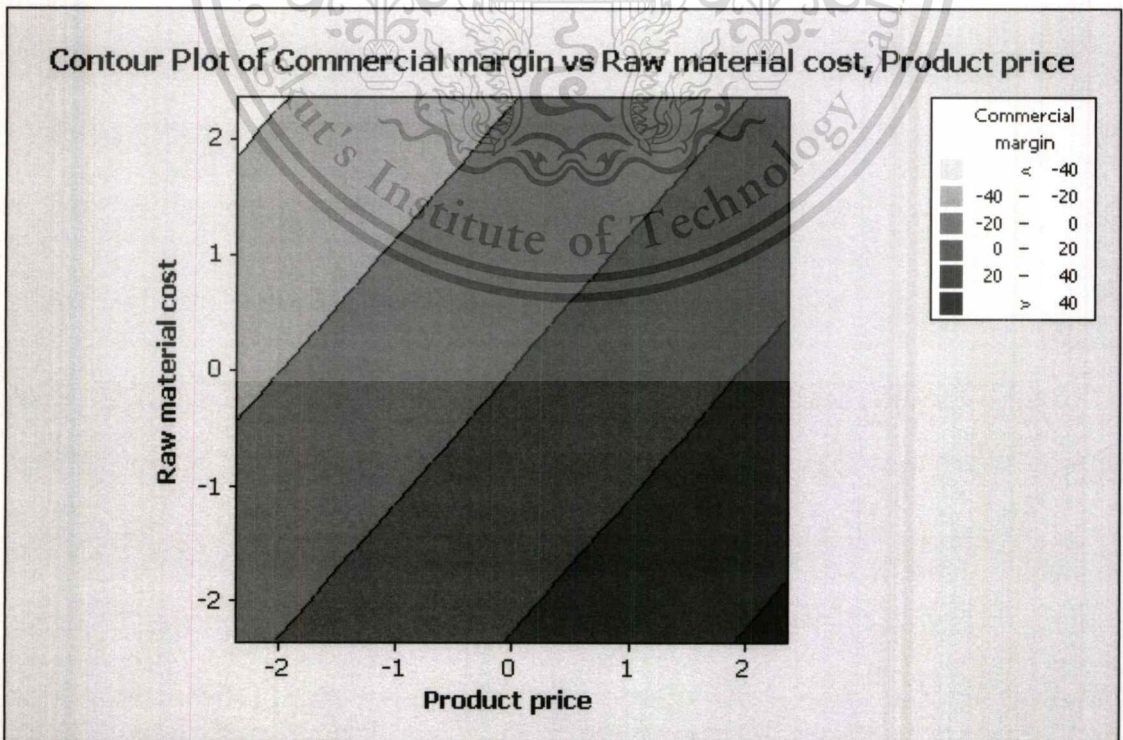 Contour Plot of Commercial margin vs Raw material cost, Product price
Commercial
margin
< -40
-40 - -20
-20 - 0
0 - 20
20 - 40
> 40
Raw material cost
2
1
0
-1
-2
-2 -1 0 1 2
Product price
ongkut's Institute of Technology